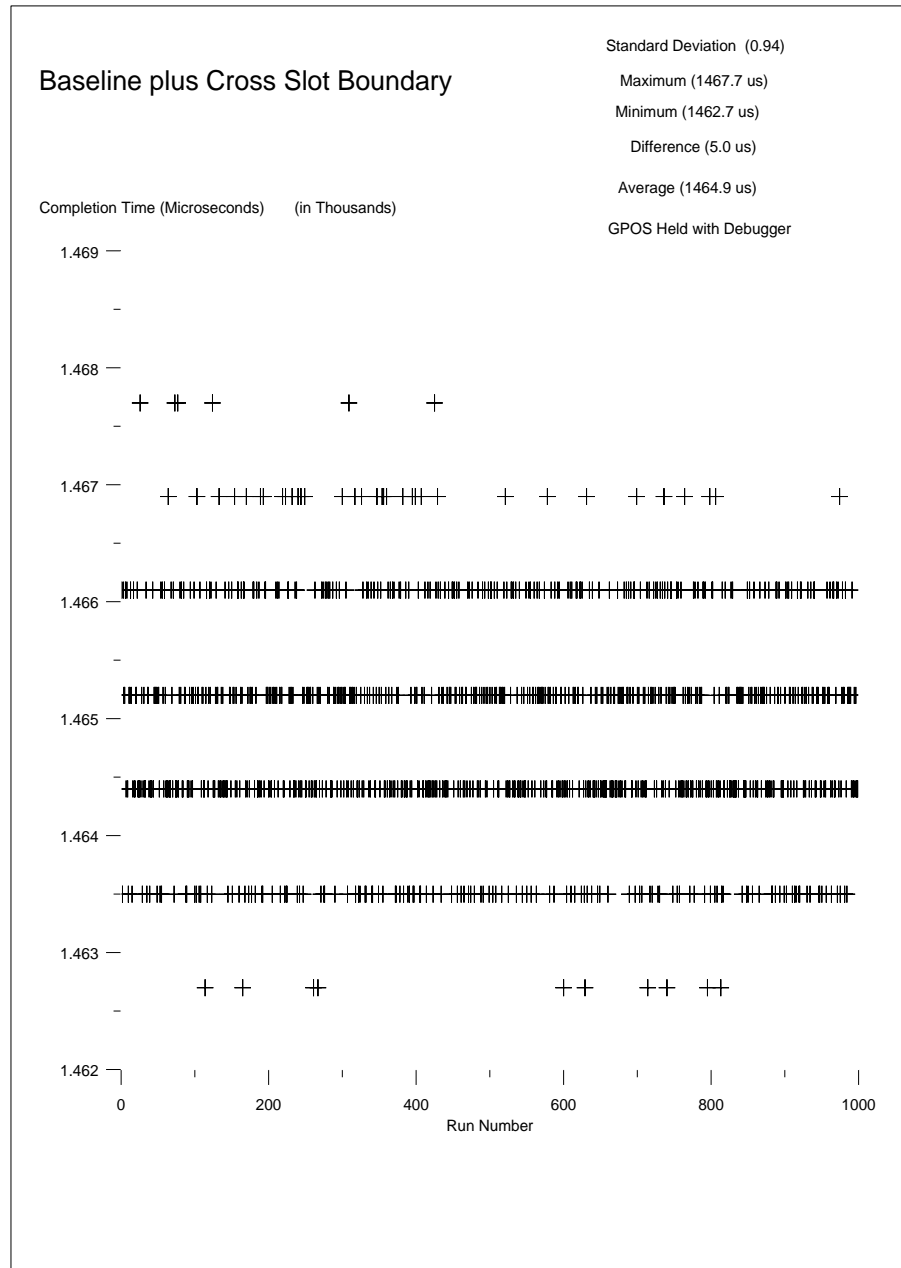 Standard Deviation (0.94)
Baseline plus Cross Slot Boundary
Maximum (1467.7 us)
Minimum (1462.7 us)
Difference (5.0 us)
Average (1464.9 us)
Completion Time (Microseconds) (in Thousands)
GPOS Held with Debugger
1.469
1.468
1.467
1.466
1.465
1.464
1.463
1.462
0 200 400 600 800 1000
Run Number